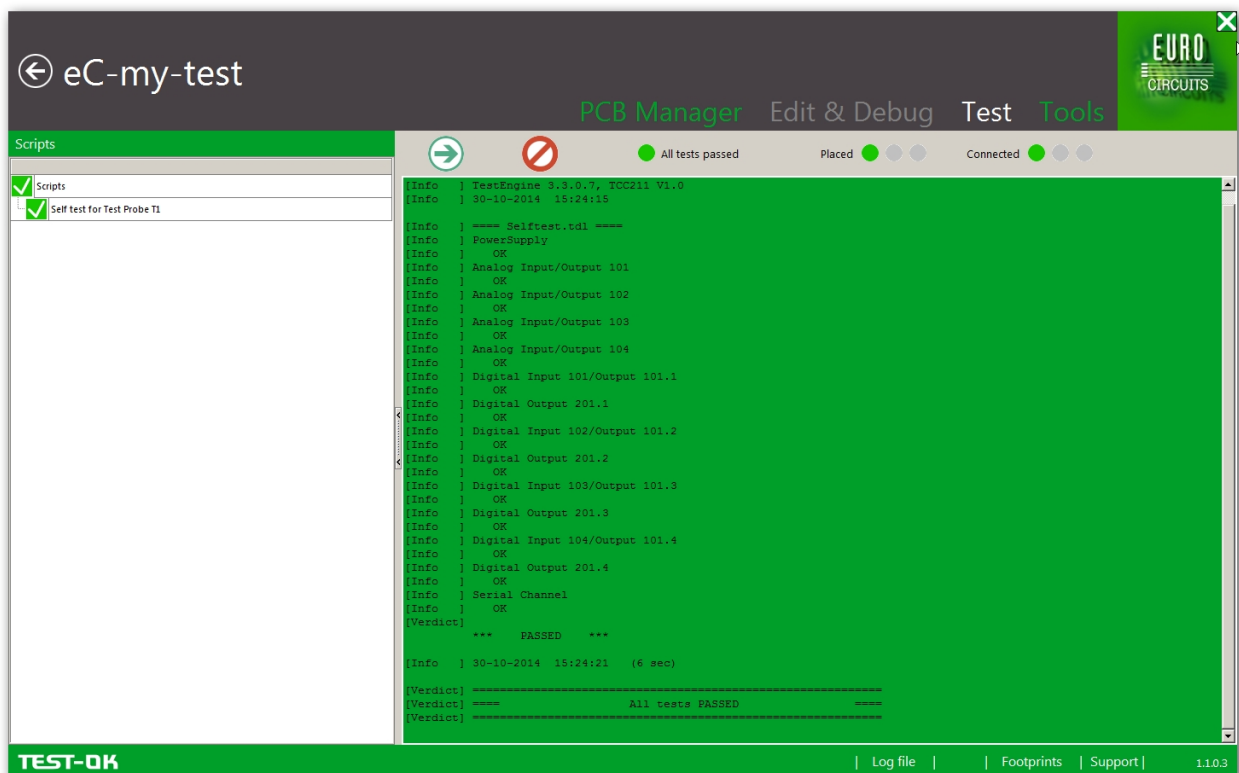 eC-my-test
EURO
CIRCUITS
PCB Manager Edit & Debug Test Tools
Scripts
All tests passed Placed Connected
Scripts
Self test for Test Probe T1
[Info   ] TestEngine 3.3.0.7, TCC211 V1.0
[Info   ] 30-10-2014  15:24:15
[Info   ] ==== Selftest.tdl ====
[Info   ] PowerSupply
[Info   ]    OK
[Info   ] Analog Input/Output 101
[Info   ]    OK
[Info   ] Analog Input/Output 102
[Info   ]    OK
[Info   ] Analog Input/Output 103
[Info   ]    OK
[Info   ] Analog Input/Output 104
[Info   ]    OK
[Info   ] Digital Input 101/Output 101.1
[Info   ]    OK
[Info   ] Digital Output 201.1
[Info   ]    OK
[Info   ] Digital Input 102/Output 101.2
[Info   ]    OK
[Info   ] Digital Output 201.2
[Info   ]    OK
[Info   ] Digital Input 103/Output 101.3
[Info   ]    OK
[Info   ] Digital Output 201.3
[Info   ]    OK
[Info   ] Digital Input 104/Output 101.4
[Info   ]    OK
[Info   ] Digital Output 201.4
[Info   ]    OK
[Info   ] Serial Channel
[Info   ]    OK
[Verdict]
***    PASSED    ***
[Info   ] 30-10-2014  15:24:21   (6 sec)
[Verdict] ============================================================
[Verdict] ====                   All tests PASSED                 ====
[Verdict] ============================================================
TEST-OK | Log file | | Footprints | Support | 1.1.0.3